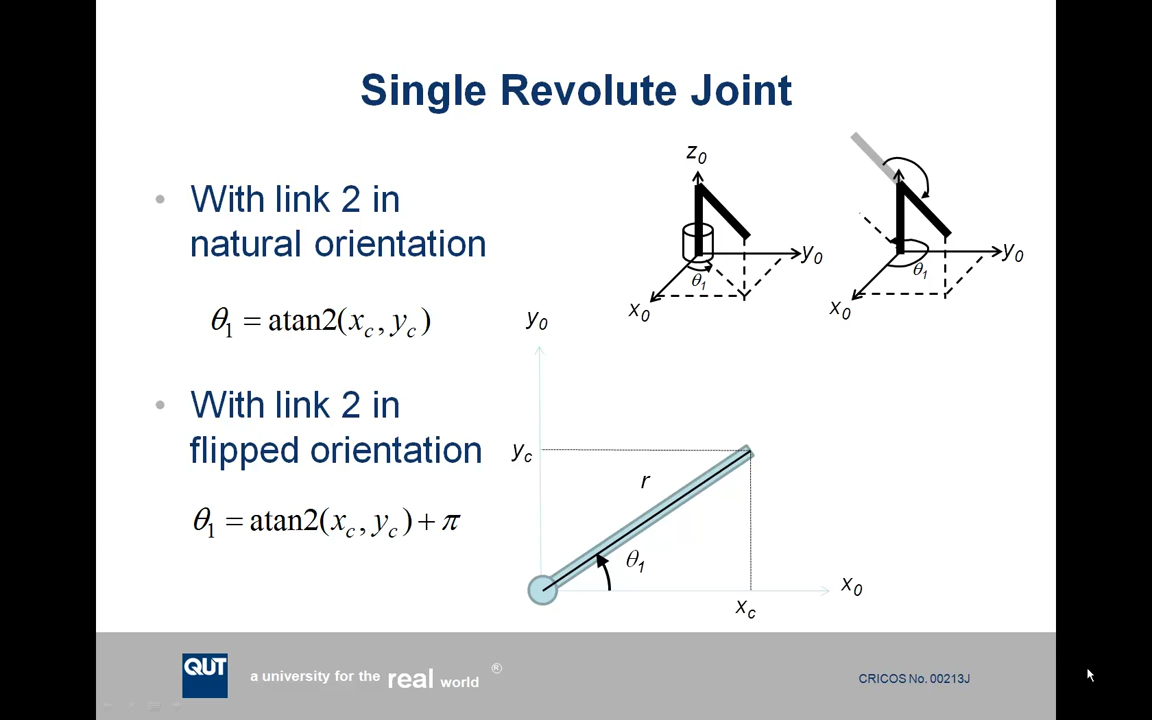 Single Revolute Joint
• With link 2 in
natural orientation
θ₁ = atan2(x_c, y_c)
• With link 2 in
flipped orientation
θ₁ = atan2(x_c, y_c) + π
z₀
y₀
x₀
θ₁
y₀
x₀
θ₁
y₀
y_c
r
θ₁
x₀
x_c
QUT
a university for the real world ®
CRICOS No. 00213J